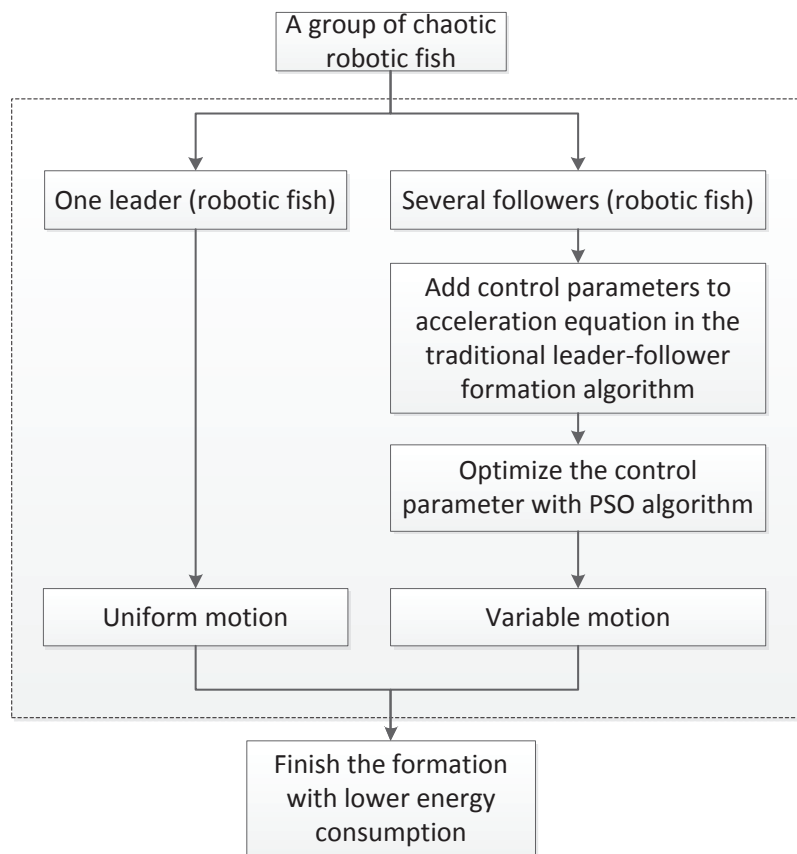 A group of chaotic
robotic fish
One leader (robotic fish)
Several followers (robotic fish)
Add control parameters to
acceleration equation in the
traditional leader-follower
formation algorithm
Optimize the control
parameter with PSO algorithm
Uniform motion
Variable motion
Finish the formation
with lower energy
consumption